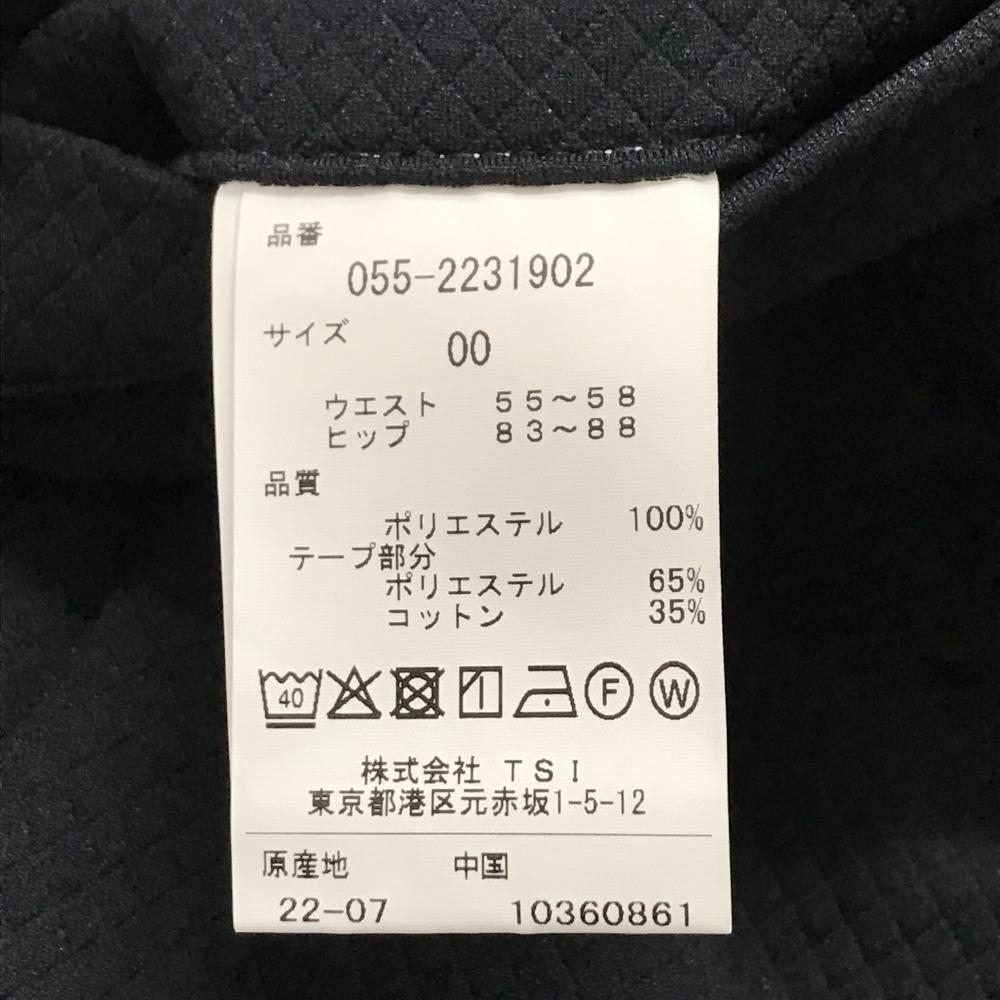 品番
055-2231902
サイズ
00
ウエスト 55～58
ヒップ 83～88
品質
ポリエステル 100%
テープ部分
ポリエステル 65%
コットン 35%
40 F W
株式会社 TSI
東京都港区元赤坂1-5-12
原産地 中国
22-07 10360861